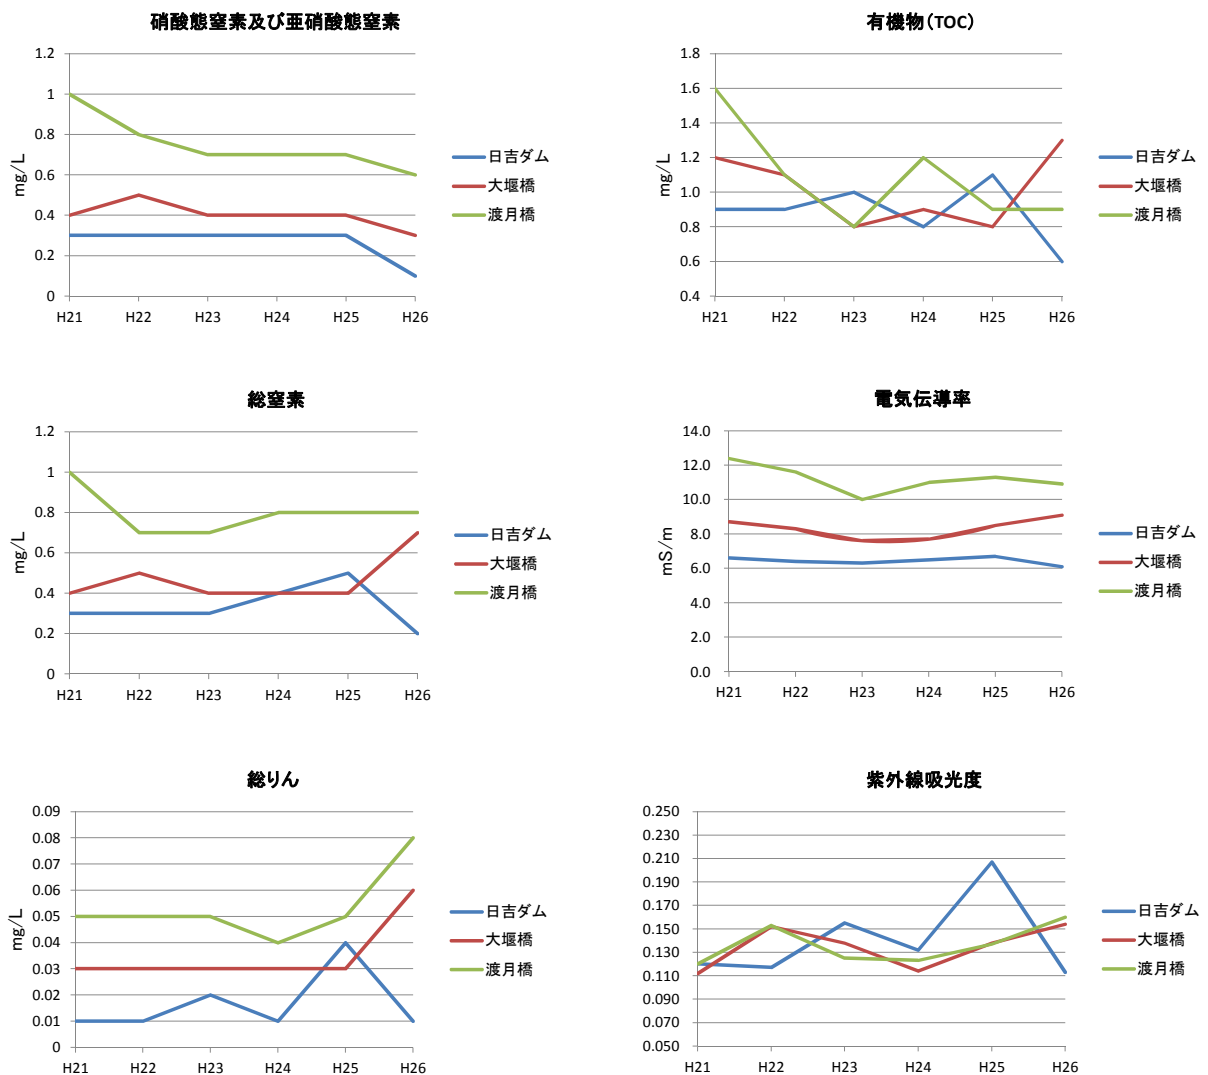 硝酸態窒素及び亜硝酸態窒素
1.2
1
0.8
0.6
0.4
0.2
0
mg/L
H21 H22 H23 H24 H25 H26
日吉ダム
大堰橋
渡月橋
有機物(TOC)
1.8
1.6
1.4
1.2
1.0
0.8
0.6
0.4
mg/L
H21 H22 H23 H24 H25 H26
日吉ダム
大堰橋
渡月橋
総窒素
1.2
1
0.8
0.6
0.4
0.2
0
mg/L
H21 H22 H23 H24 H25 H26
日吉ダム
大堰橋
渡月橋
電気伝導率
14.0
12.0
10.0
8.0
6.0
4.0
2.0
0.0
mS/m
H21 H22 H23 H24 H25 H26
日吉ダム
大堰橋
渡月橋
総りん
0.09
0.08
0.07
0.06
0.05
0.04
0.03
0.02
0.01
0
mg/L
H21 H22 H23 H24 H25 H26
日吉ダム
大堰橋
渡月橋
紫外線吸光度
0.250
0.230
0.210
0.190
0.170
0.150
0.130
0.110
0.090
0.070
0.050
H21 H22 H23 H24 H25 H26
日吉ダム
大堰橋
渡月橋